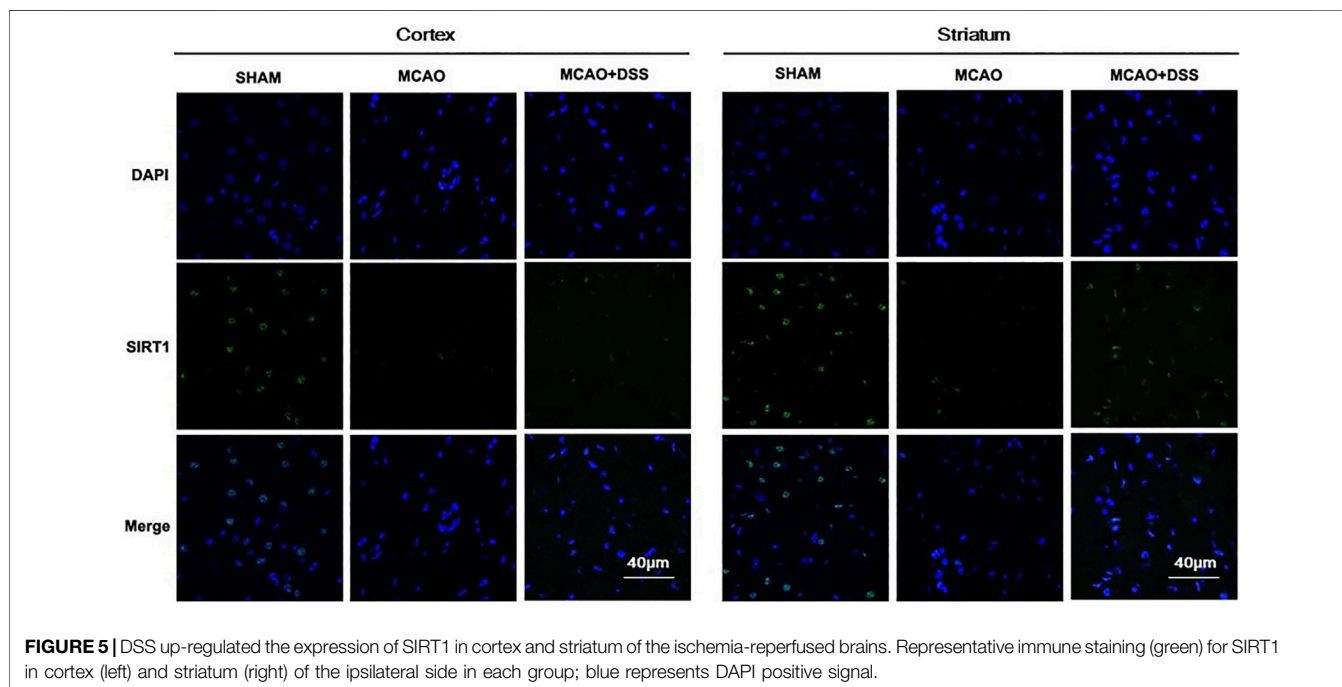 Cortex Striatum
SHAM MCAO MCAO+DSS SHAM MCAO MCAO+DSS
DAPI
SIRT1
Merge
40µm 40µm
FIGURE 5 | DSS up-regulated the expression of SIRT1 in cortex and striatum of the ischemia-reperfused brains. Representative immune staining (green) for SIRT1
in cortex (left) and striatum (right) of the ipsilateral side in each group; blue represents DAPI positive signal.